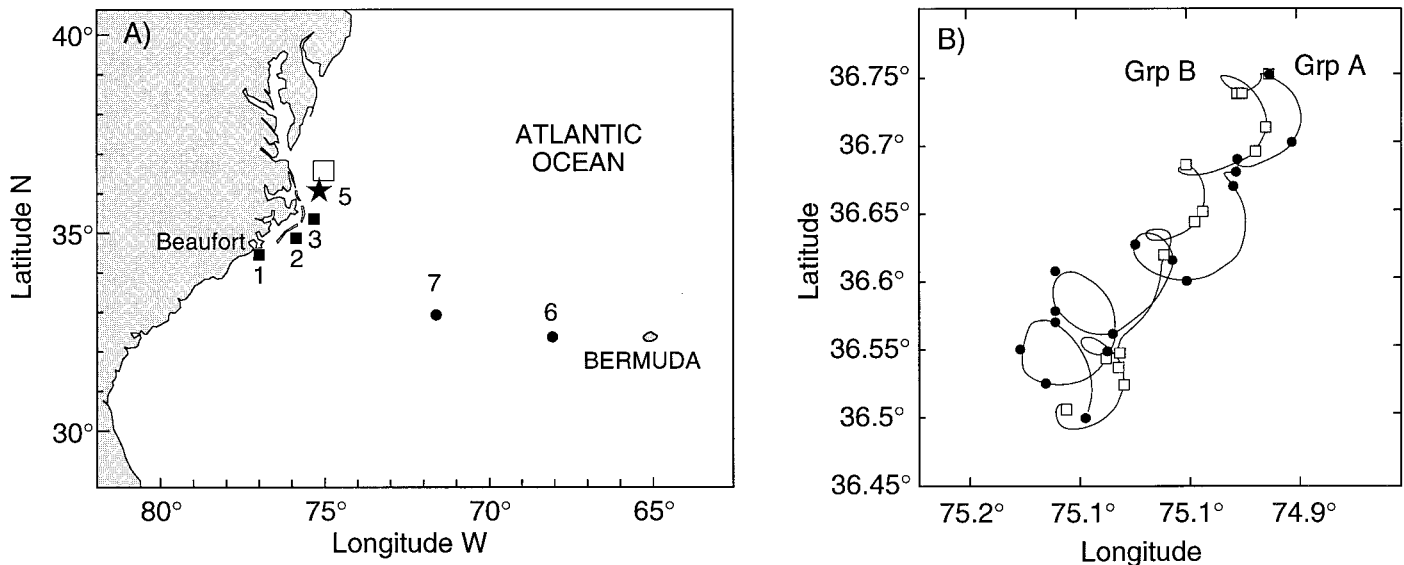 A)
40°
35°
30°
Latitude N
ATLANTIC
OCEAN
5
Beaufort
3
2
1
7
6
BERMUDA
80°
75°
70°
65°
Longitude W
B)
Grp B
Grp A
36.75°
36.7°
36.65°
36.6°
36.55°
36.5°
36.45°
Latitude
75.2°
75.1°
75.1°
74.9°
Longitude